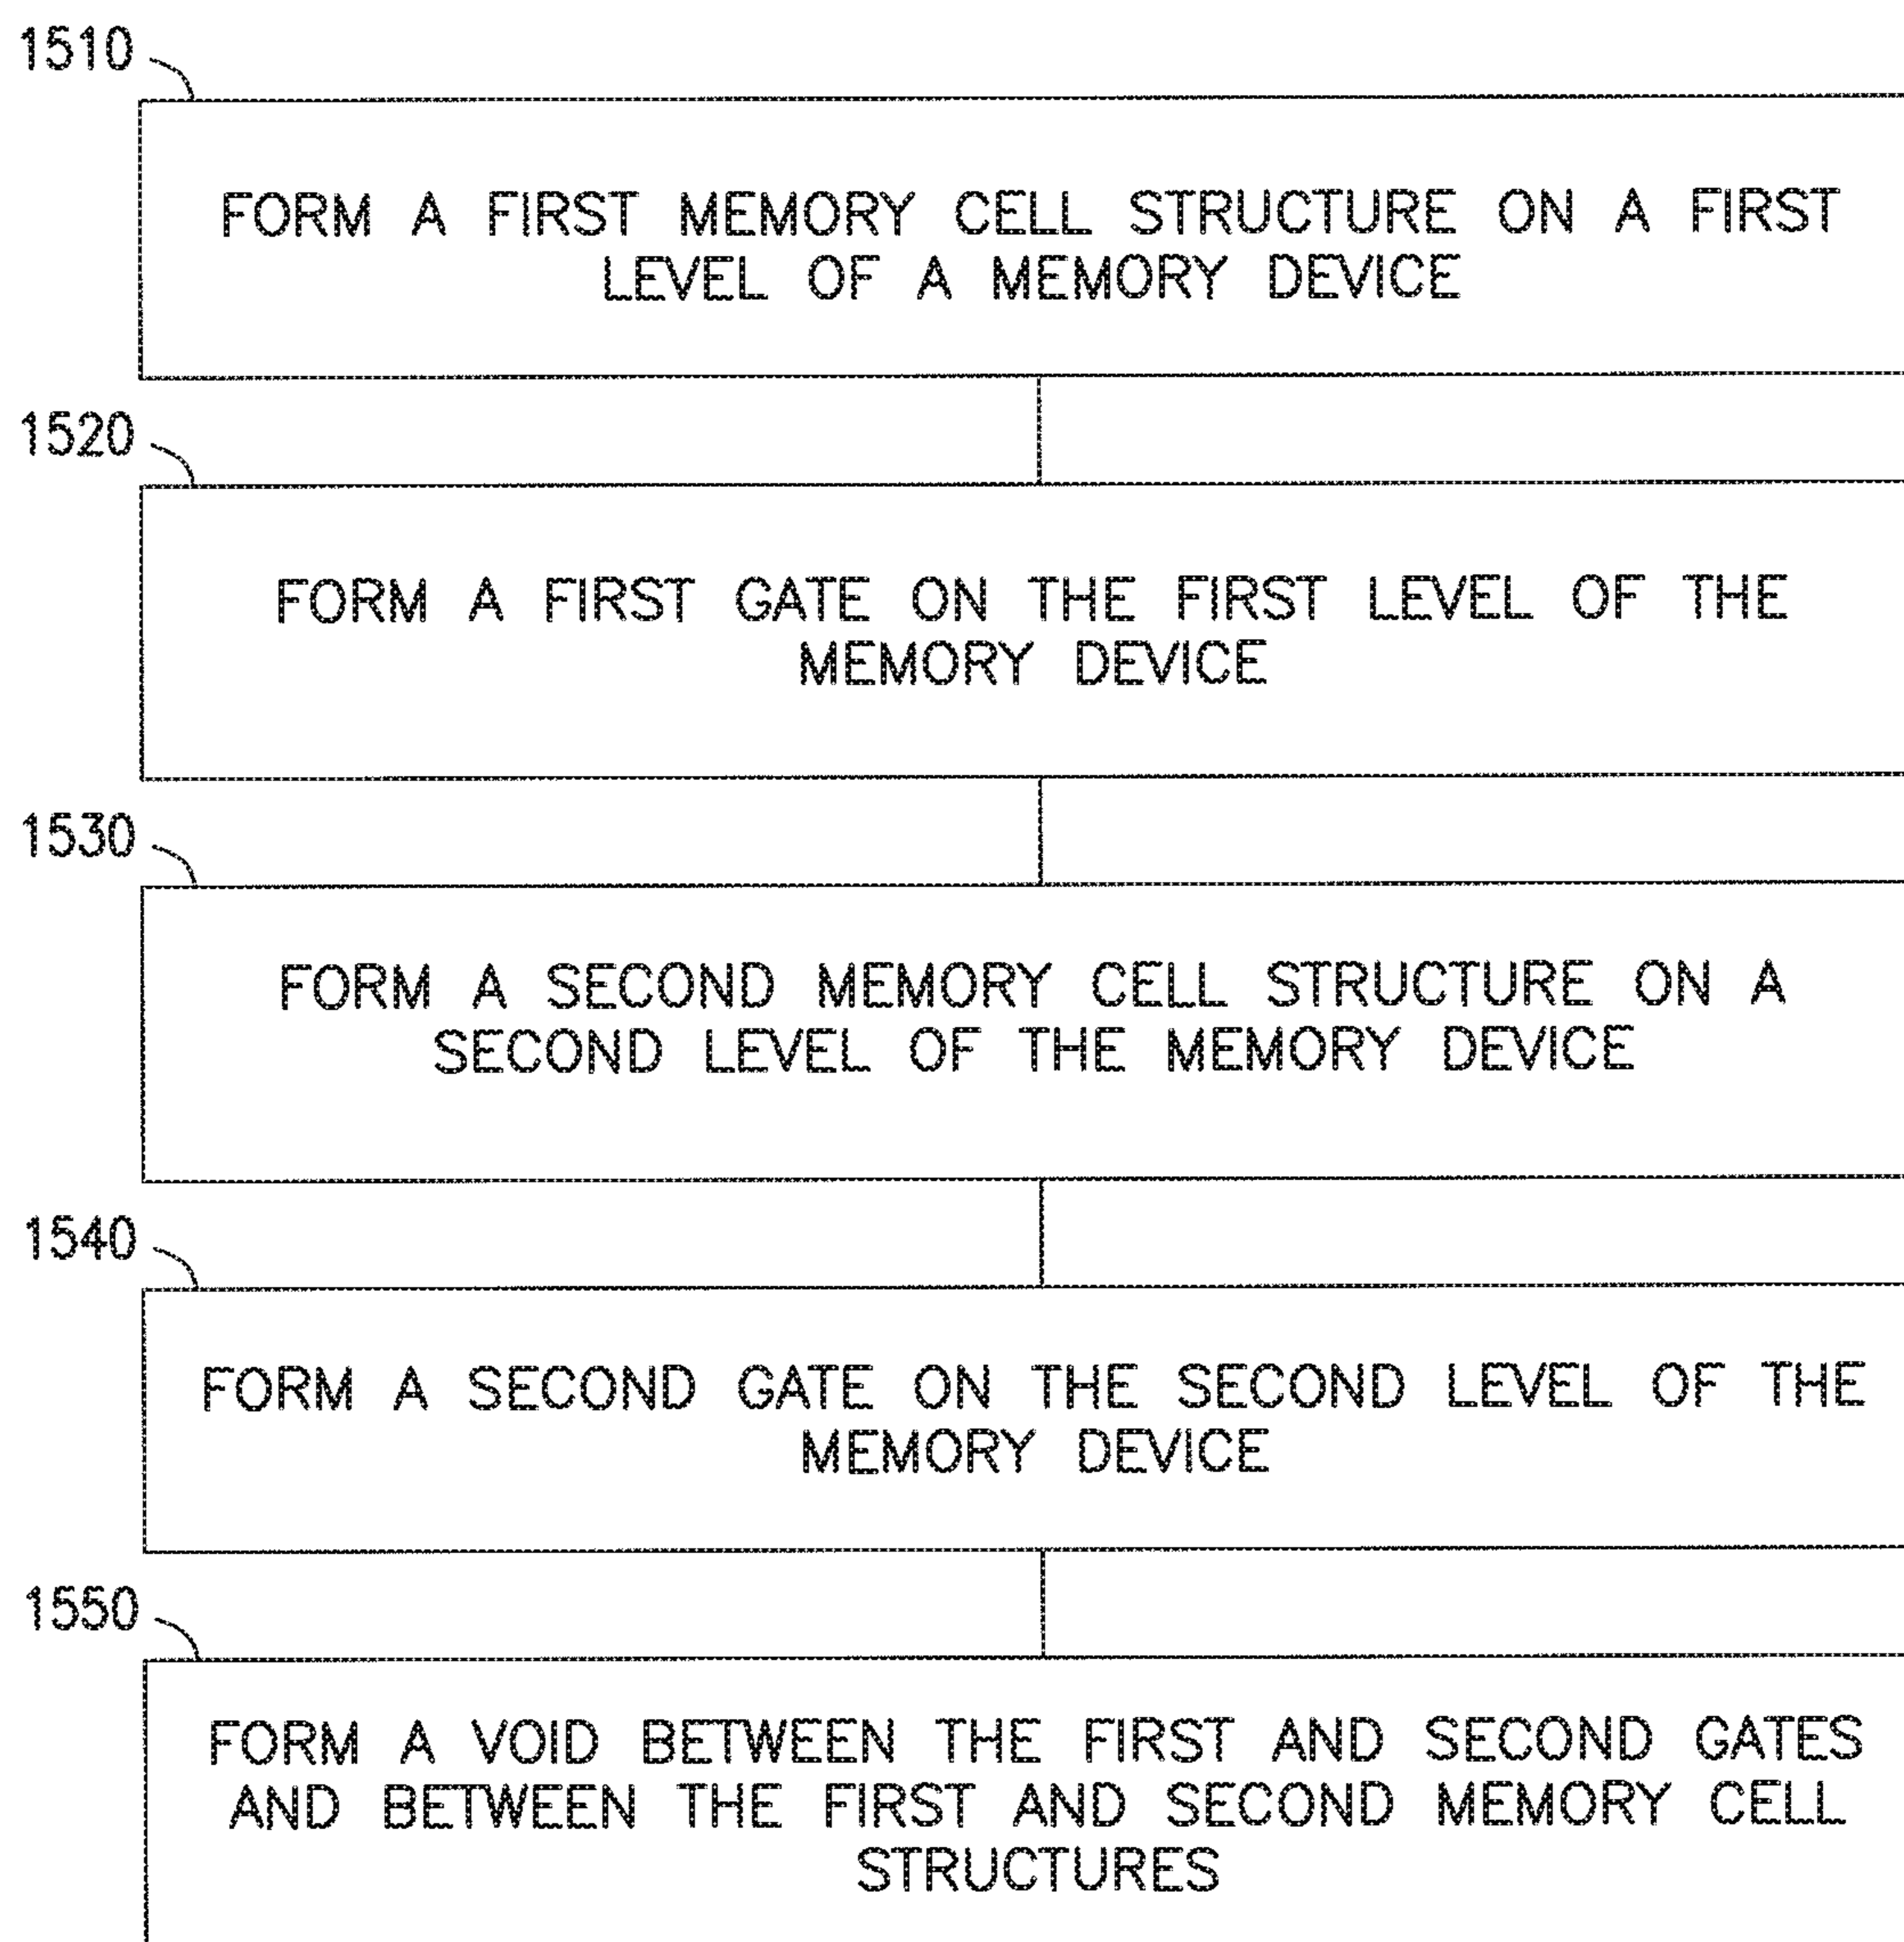 1510
FORM A FIRST MEMORY CELL STRUCTURE ON A FIRST
LEVEL OF A MEMORY DEVICE
1520
FORM A FIRST GATE ON THE FIRST LEVEL OF THE
MEMORY DEVICE
1530
FORM A SECOND MEMORY CELL STRUCTURE ON A
SECOND LEVEL OF THE MEMORY DEVICE
1540
FORM A SECOND GATE ON THE SECOND LEVEL OF THE
MEMORY DEVICE
1550
FORM A VOID BETWEEN THE FIRST AND SECOND GATES
AND BETWEEN THE FIRST AND SECOND MEMORY CELL
STRUCTURES